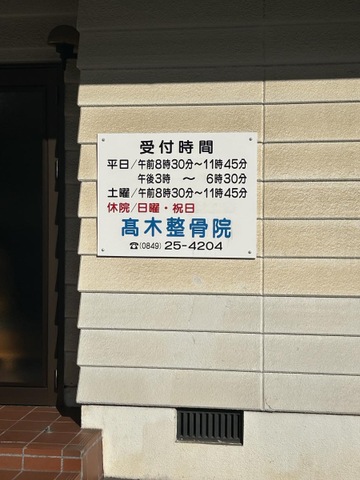 受付時間
平日/午前8時30分～11時45分
午後3時 ～ 6時30分
土曜/午前8時30分～11時45分
休院/日曜・祝日
髙木整骨院
☎(0849) 25-4204